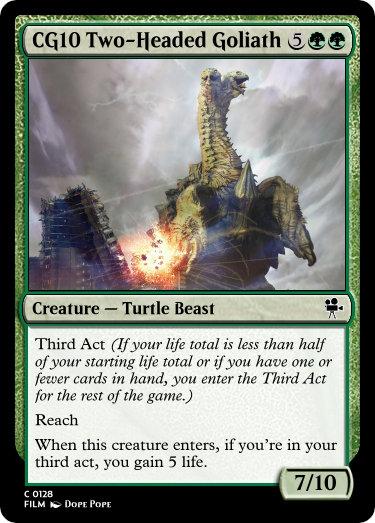 CG10 Two-Headed Goliath 5
Creature — Turtle Beast
Third Act (If your life total is less than half
of your starting life total or if you have one or
fewer cards in hand, you enter the Third Act
for the rest of the game.)
Reach
When this creature enters, if you're in your
third act, you gain 5 life.
7/10
C 0128
FILM Dope Pope